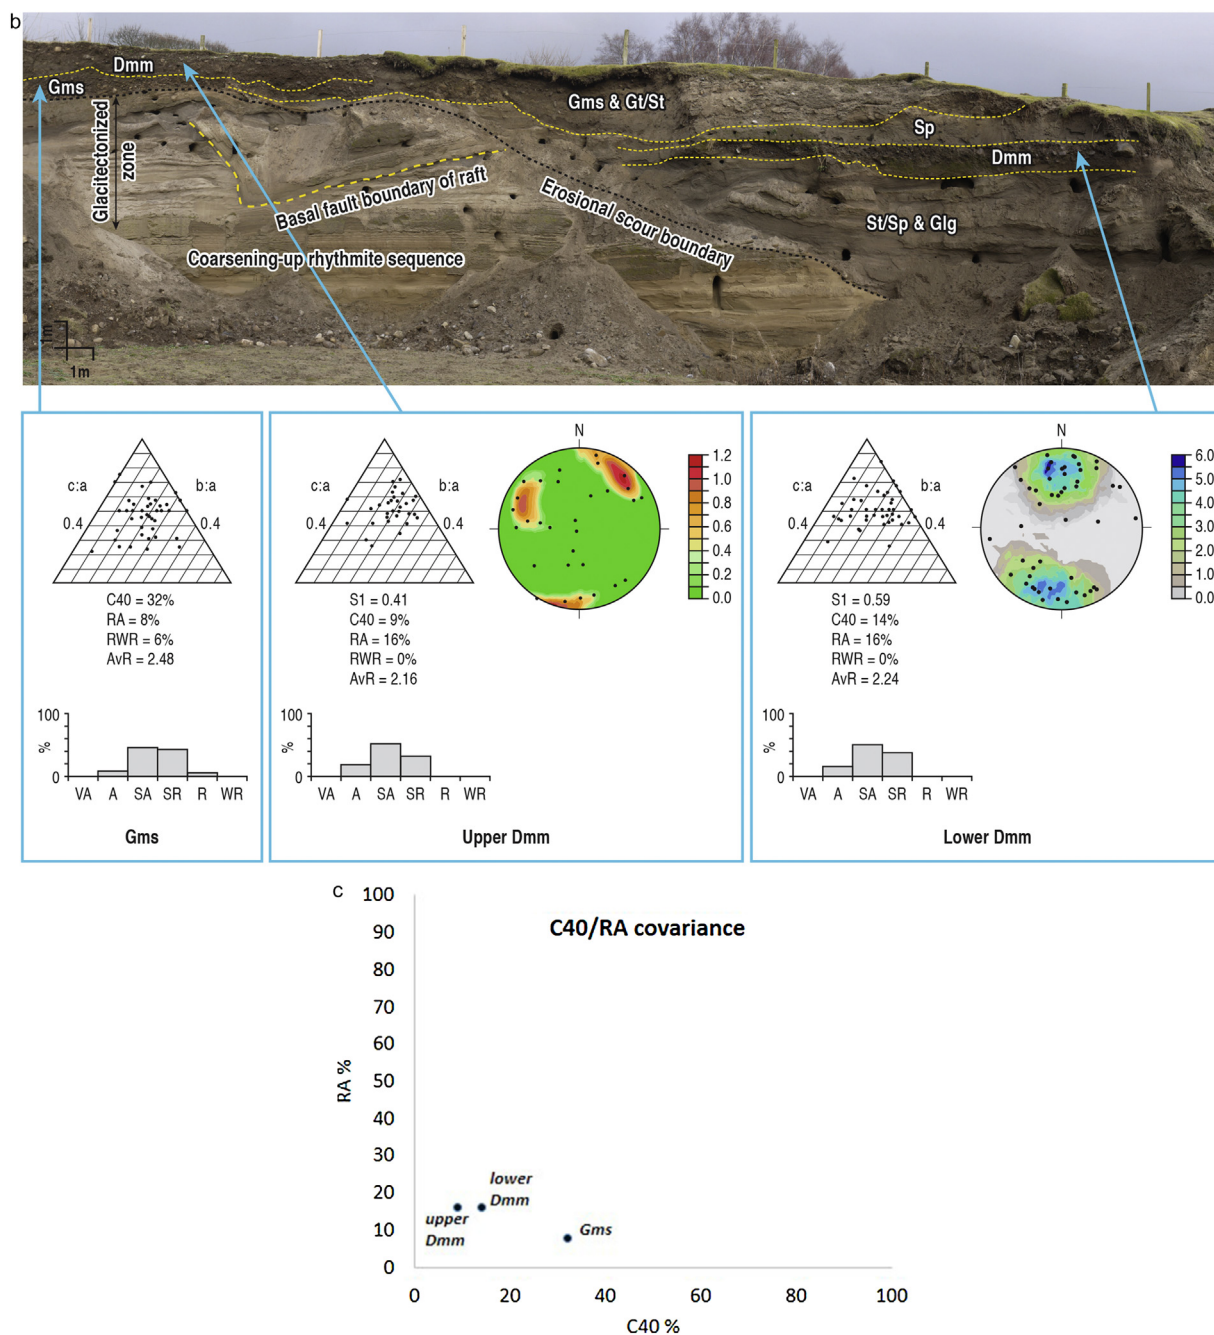 b
Dmm
Gms
Glacitectonized
zone
Gms & Gt/St
Sp
Dmm
Basal fault boundary of raft
Erosional scour boundary
St/Sp & Glg
Coarsening-up rhythmite sequence
1m
1m
c:a
b:a
0.4
0.4
C40 = 32%
RA = 8%
RWR = 6%
AvR = 2.48
100
%
0
VA A SA SR R WR
Gms
c:a
b:a
0.4
0.4
S1 = 0.41
C40 = 9%
RA = 16%
RWR = 0%
AvR = 2.16
N
1.2
1.0
0.8
0.6
0.4
0.2
0.0
100
%
0
VA A SA SR R WR
Upper Dmm
c:a
b:a
0.4
0.4
S1 = 0.59
C40 = 14%
RA = 16%
RWR = 0%
AvR = 2.24
N
6.0
5.0
4.0
3.0
2.0
1.0
0.0
100
%
0
VA A SA SR R WR
Lower Dmm
c
C40/RA covariance
100
90
80
70
60
50
40
30
20
10
0
RA %
lower
Dmm
upper
Dmm
Gms
0 20 40 60 80 100
C40 %